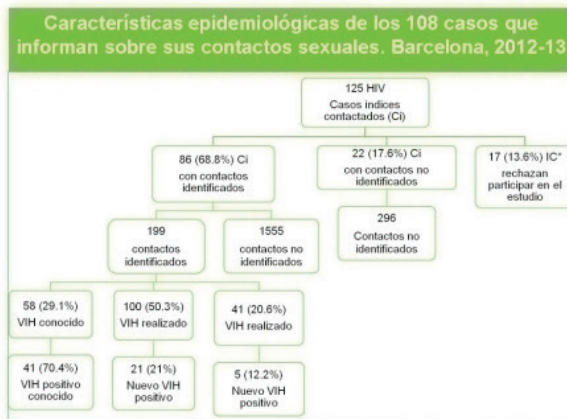 Características epidemiológicas de los 108 casos que
informan sobre sus contactos sexuales. Barcelona, 2012-13
125 HIV
Casos indices
contactados (Ci)
86 (68.8%) Ci
con contactos
identificados
22 (17.6%) Ci
con contactos no
identificados
17 (13.6%) IC*
rechazan
participar en el
estudio
199
contactos
identificados
1555
contactos no
identificados
296
Contactos no
identificados
58 (29.1%)
VIH conocido
100 (50.3%)
VIH realizado
41 (20.6%)
VIH realizado
41 (70.4%)
VIH positivo
conocido
21 (21%)
Nuevo VIH
positivo
5 (12.2%)
Nuevo VIH
positivo